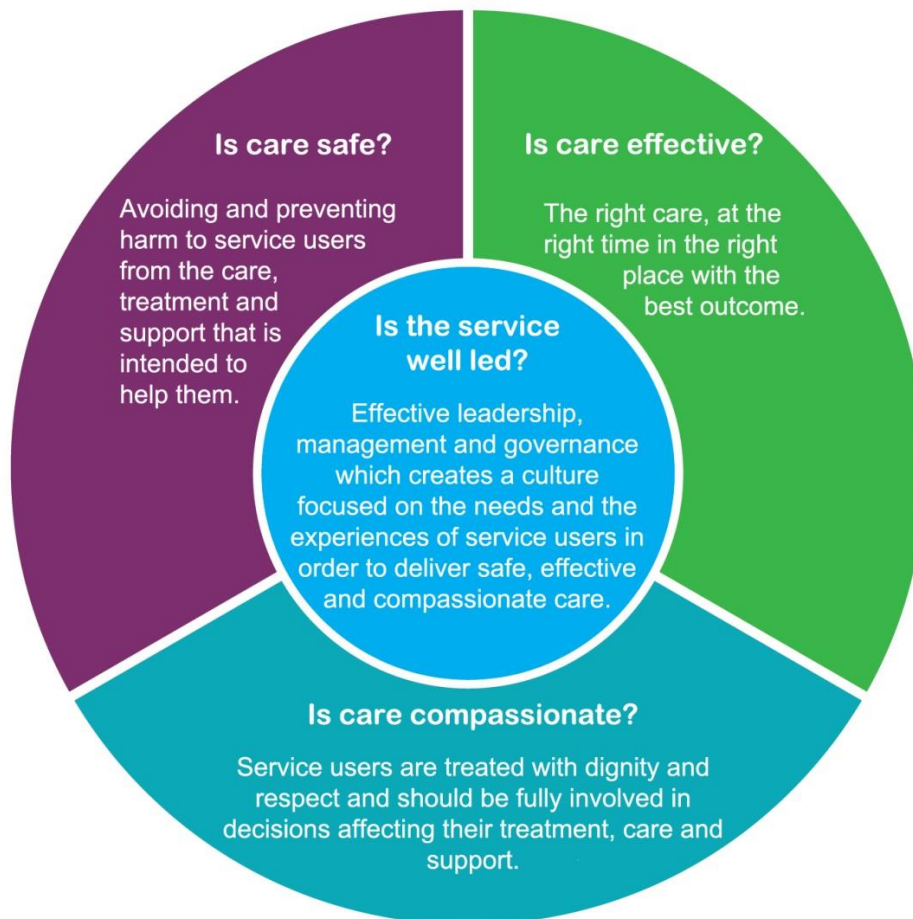 Is care safe?
Avoiding and preventing
harm to service users
from the care,
treatment and
support that is
intended to
help them.
Is care effective?
The right care, at the
right time in the right
place with the
best outcome.
Is the service
well led?
Effective leadership,
management and governance
which creates a culture
focused on the needs and the
experiences of service users in
order to deliver safe, effective
and compassionate care.
Is care compassionate?
Service users are treated with dignity and
respect and should be fully involved in
decisions affecting their treatment, care and
support.